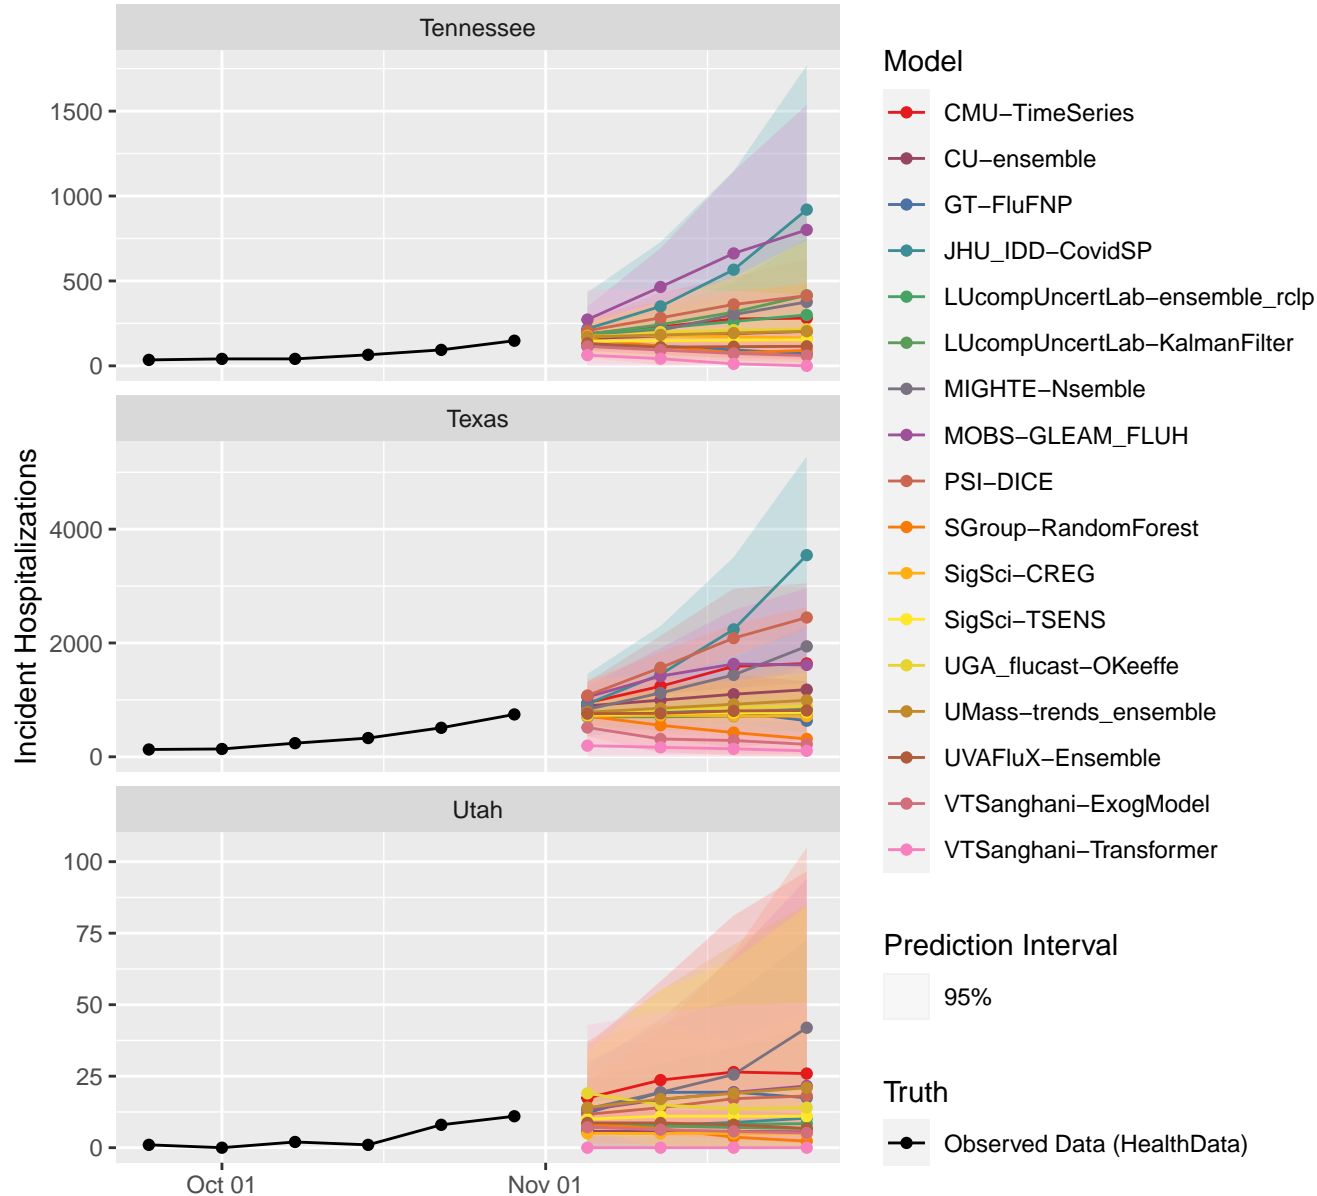 Tennessee
1500
1000
500
0
Texas
4000
2000
0
Utah
100
75
50
25
0
Oct 01
Nov 01
Incident Hospitalizations
Model
CMU−TimeSeries
CU−ensemble
GT−FluFNP
JHU_IDD−CovidSP
LUcompUncertLab−ensemble_rclp
LUcompUncertLab−KalmanFilter
MIGHTE−Nsemble
MOBS−GLEAM_FLUH
PSI−DICE
SGroup−RandomForest
SigSci−CREG
SigSci−TSENS
UGA_flucast−OKeeffe
UMass−trends_ensemble
UVAFluX−Ensemble
VTSanghani−ExogModel
VTSanghani−Transformer
Prediction Interval
95%
Truth
Observed Data (HealthData)